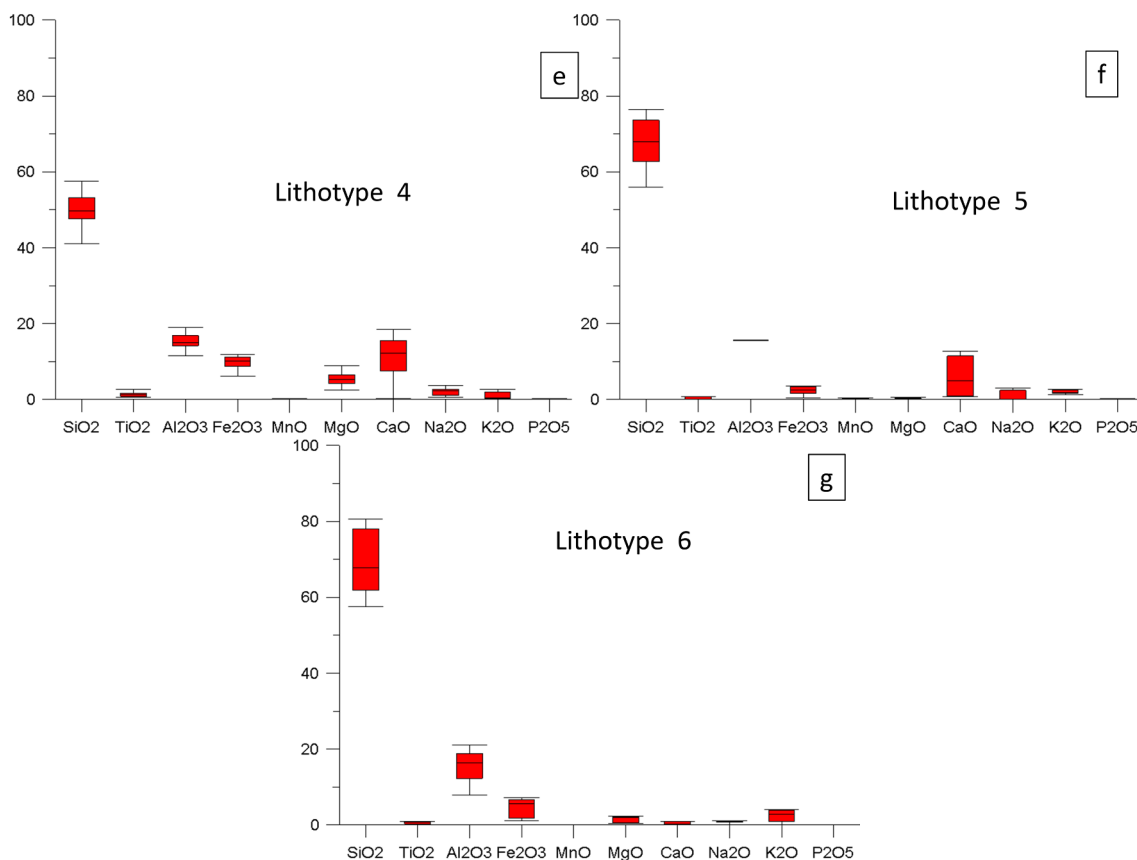 100
80
60
40
20
0
e
Lithotype 4
SiO2 TiO2 Al2O3 Fe2O3 MnO MgO CaO Na2O K2O P2O5
100
80
60
40
20
0
f
Lithotype 5
SiO2 TiO2 Al2O3 Fe2O3 MnO MgO CaO Na2O K2O P2O5
100
80
60
40
20
0
g
Lithotype 6
SiO2 TiO2 Al2O3 Fe2O3 MnO MgO CaO Na2O K2O P2O5